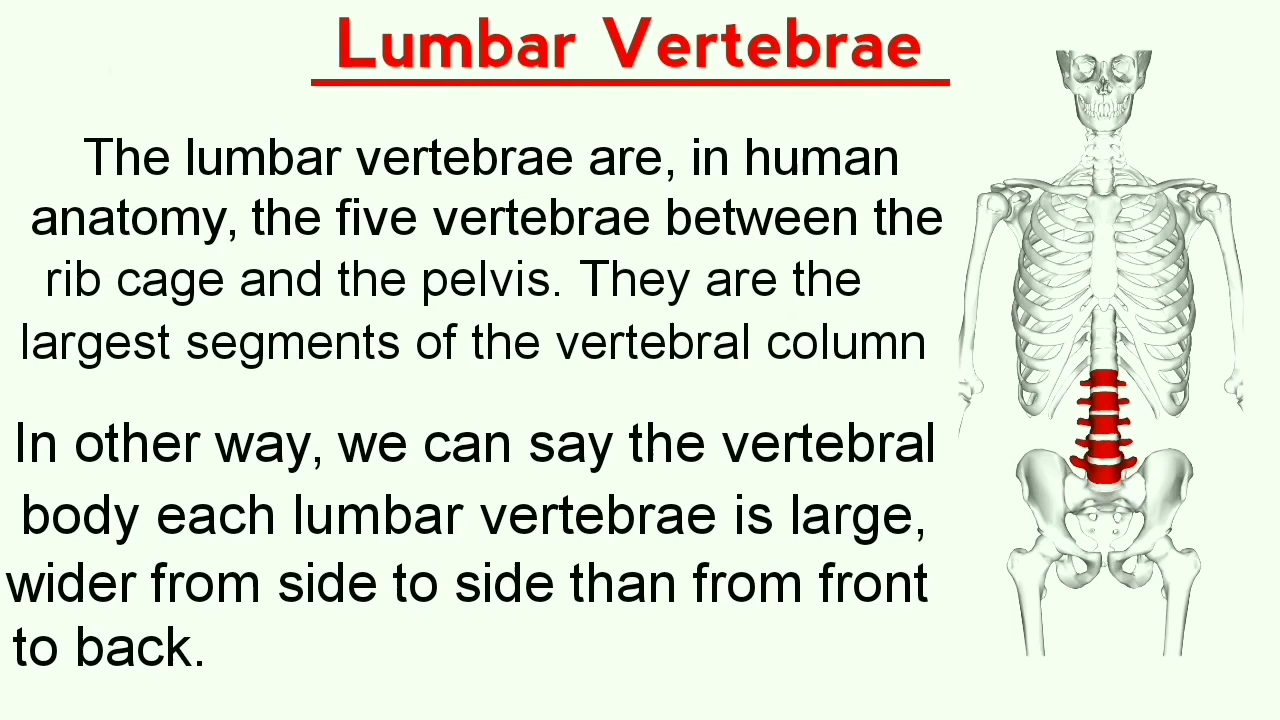 Lumbar Vertebrae
The lumbar vertebrae are, in human
anatomy, the five vertebrae between the
rib cage and the pelvis. They are the
largest segments of the vertebral column
In other way, we can say the vertebral
body each lumbar vertebrae is large,
wider from side to side than from front
to back.